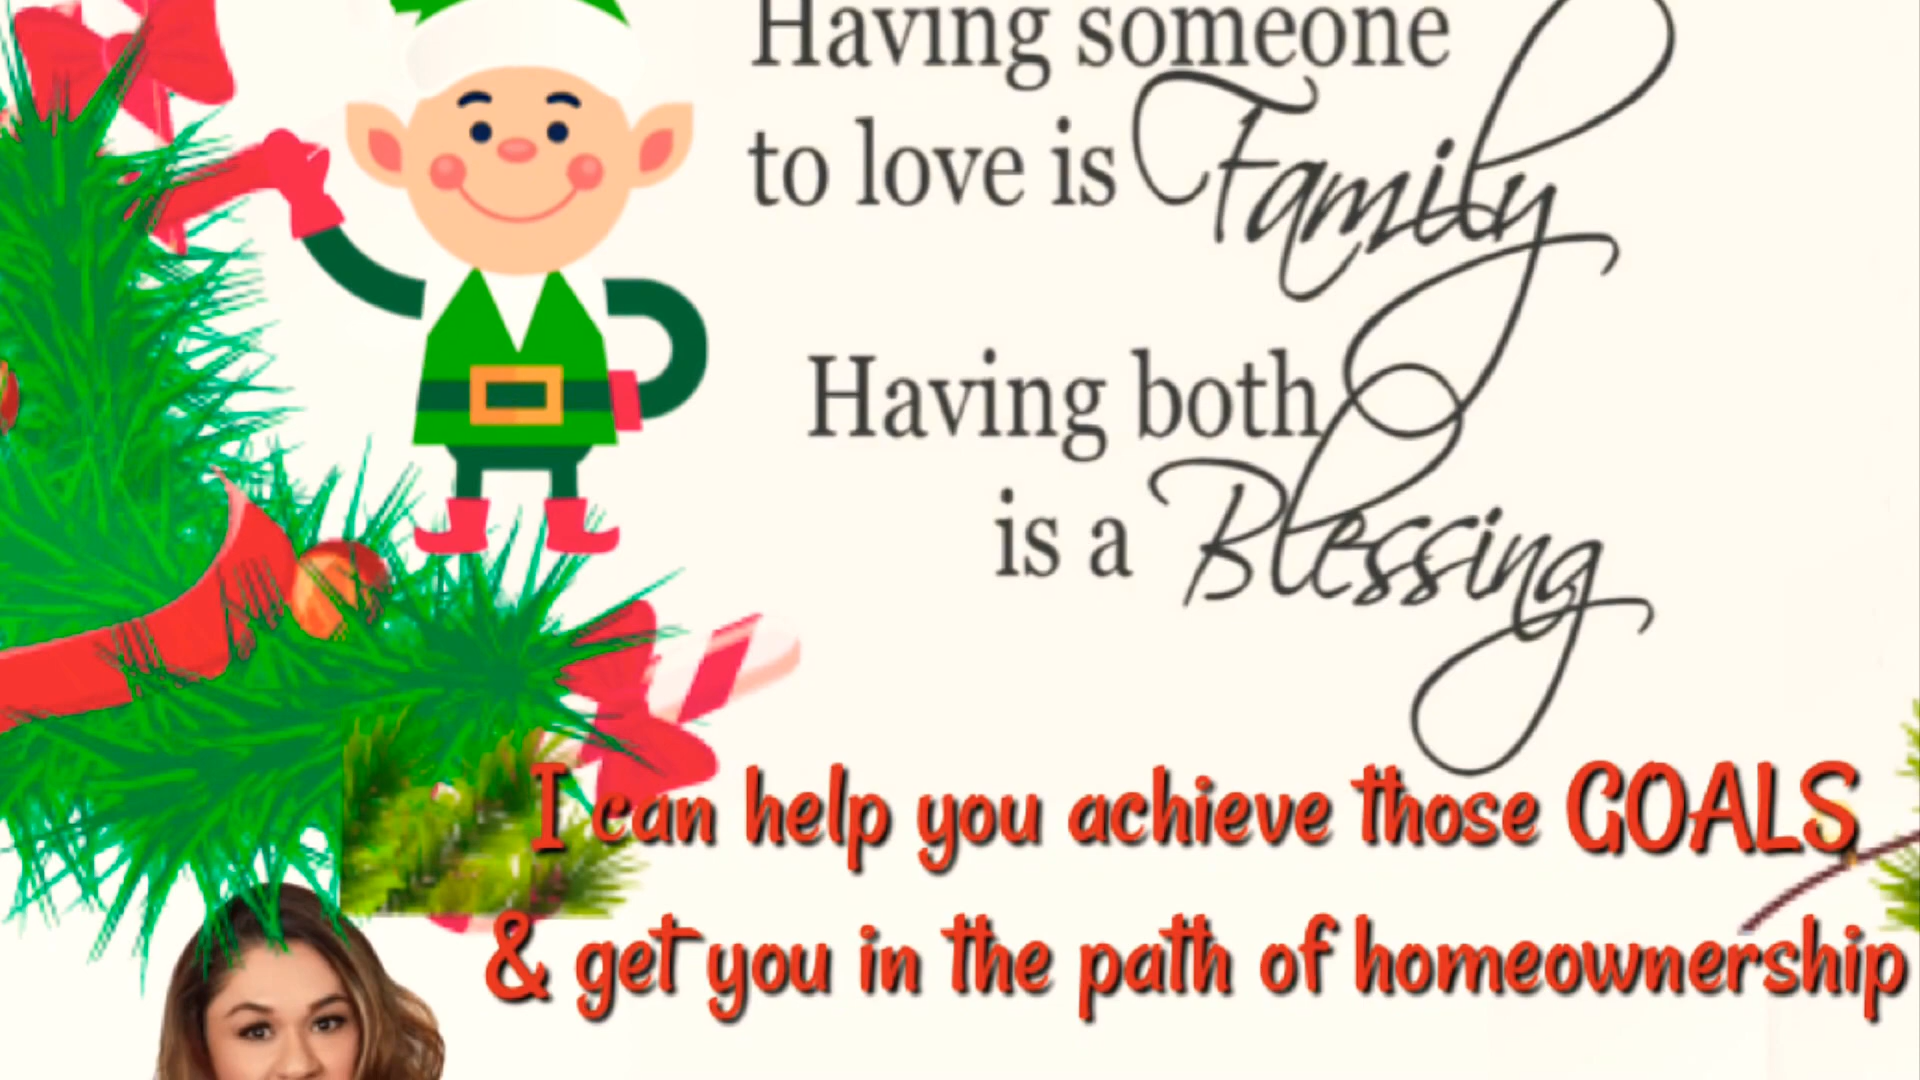 Having someone
to love is Family
Having both
is a Blessing
I can help you achieve those GOALS
& get you in the path of homeownership